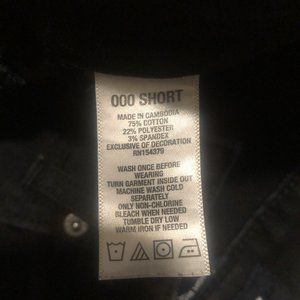 000 SHORT
MADE IN CAMBODIA
75% COTTON
22% POLYESTER
3% SPANDEX
EXCLUSIVE OF DECORATION
RN154379
WASH ONCE BEFORE
WEARING
TURN GARMENT INSIDE OUT
MACHINE WASH COLD
SEPARATELY
ONLY NON-CHLORINE
BLEACH WHEN NEEDED
TUMBLE DRY LOW
WARM IRON IF NEEDED